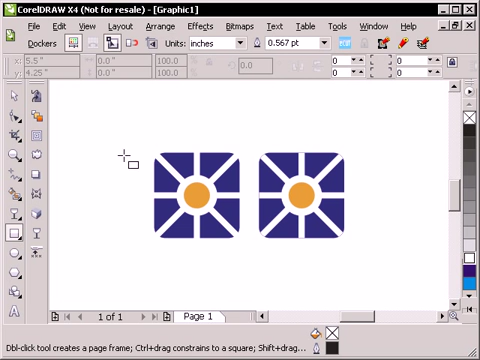 CorelDRAW X4 (Not for resale) - [Graphic1]
File Edit View Layout Arrange Effects Bitmaps Text Table Tools Window Help
Dockers Units: inches 0.567 pt
x: 5.5 " 0.0 " 100.0 0.0 0 0
y: 4.25 " 0.0 " 100.0 0 0
1 of 1 Page 1
Dbl-click tool creates a page frame; Ctrl+drag constrains to a square; Shift+drag...